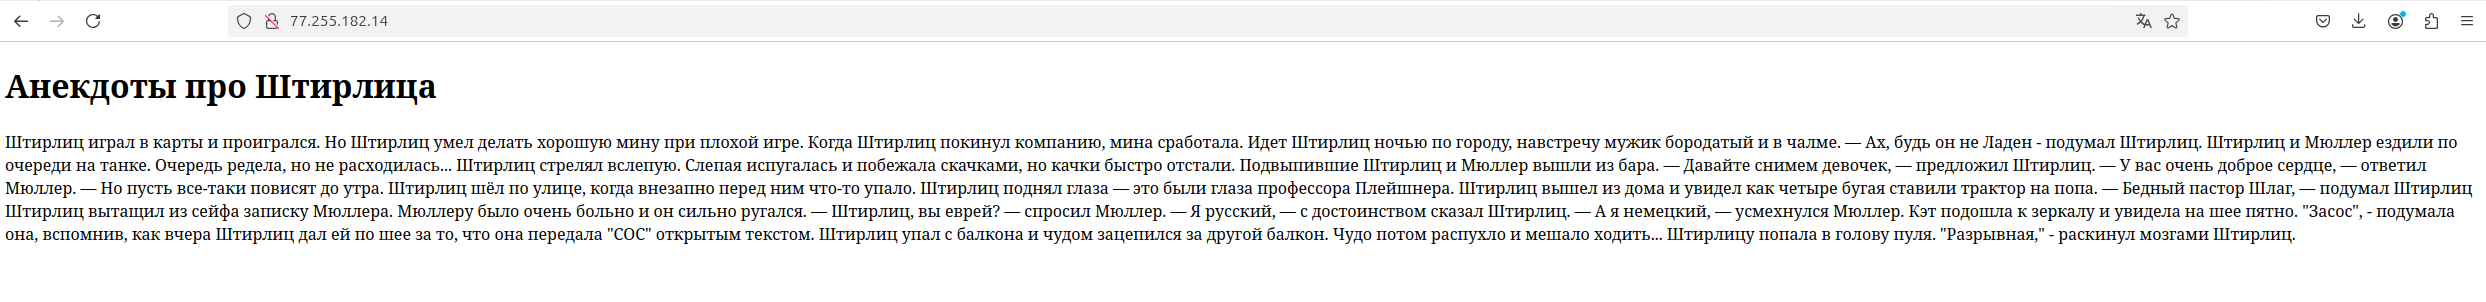 77.255.182.14
Анекдоты про Штирлица
Штирлиц играл в карты и проигрался. Но Штирлиц умел делать хорошую мину при плохой игре. Когда Штирлиц покинул компанию, мина сработала. Идет Штирлиц ночью по городу, навстречу мужик бородатый и в чалме. — Ах, будь он не Ладен - подумал Штирлиц. Штирлиц и Мюллер ездили по
очереди на танке. Очередь редела, но не расходилась... Штирлиц стрелял вслепую. Слепая испугалась и побежала скачками, но качки быстро отстали. Подвыпившие Штирлиц и Мюллер вышли из бара. — Давайте снимем девочек, — предложил Штирлиц. — У вас очень доброе сердце, — ответил
Мюллер. — Но пусть все-таки повисят до утра. Штирлиц шёл по улице, когда внезапно перед ним что-то упало. Штирлиц поднял глаза — это были глаза профессора Плейшнера. Штирлиц вышел из дома и увидел как четыре бугая ставили трактор на попа. — Бедный пастор Шлаг, — подумал Штирлиц
Штирлиц вытащил из сейфа записку Мюллера. Мюллеру было очень больно и он сильно ругался. — Штирлиц, вы еврей? — спросил Мюллер. — Я русский, — с достоинством сказал Штирлиц. — А я немецкий, — усмехнулся Мюллер. Кэт подошла к зеркалу и увидела на шее пятно. "Засос", - подумала
она, вспомнив, как вчера Штирлиц дал ей по шее за то, что она передала "СОС" открытым текстом. Штирлиц упал с балкона и чудом зацепился за другой балкон. Чудо потом распухло и мешало ходить... Штирлицу попала в голову пуля. "Разрывная," - раскинул мозгами Штирлиц.